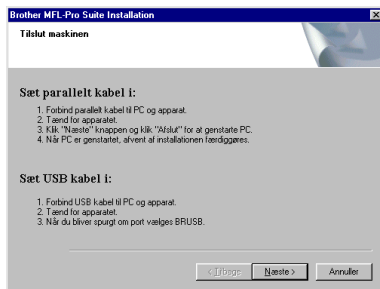 Brother MFL-Pro Suite Installation
Tilslut maskinen
Sæt parallelt kabel i:
1. Forbind parallelt kabel til PC og apparat.
2. Tænd for apparatet.
3. Klik "Næste" knappen og klik "Afslut" for at genstarte PC.
4. Når PC er genstartet, afvent af installationen færdiggøres.
Sæt USB kabel i:
1. Forbind USB kabel til PC og apparat.
2. Tænd for apparatet.
3. Når du bliver spurgt om port vælges BRUSB.
< Tilbage Næste > Annuller